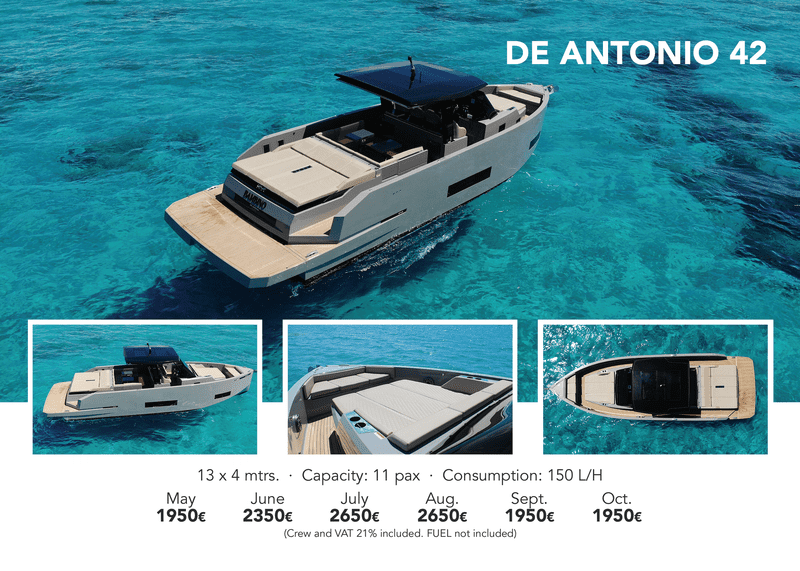 DE ANTONIO 42
13 x 4 mtrs. · Capacity: 11 pax · Consumption: 150 L/H
May June July Aug. Sept. Oct.
1950€ 2350€ 2650€ 2650€ 1950€ 1950€
(Crew and VAT 21% included. FUEL not included)